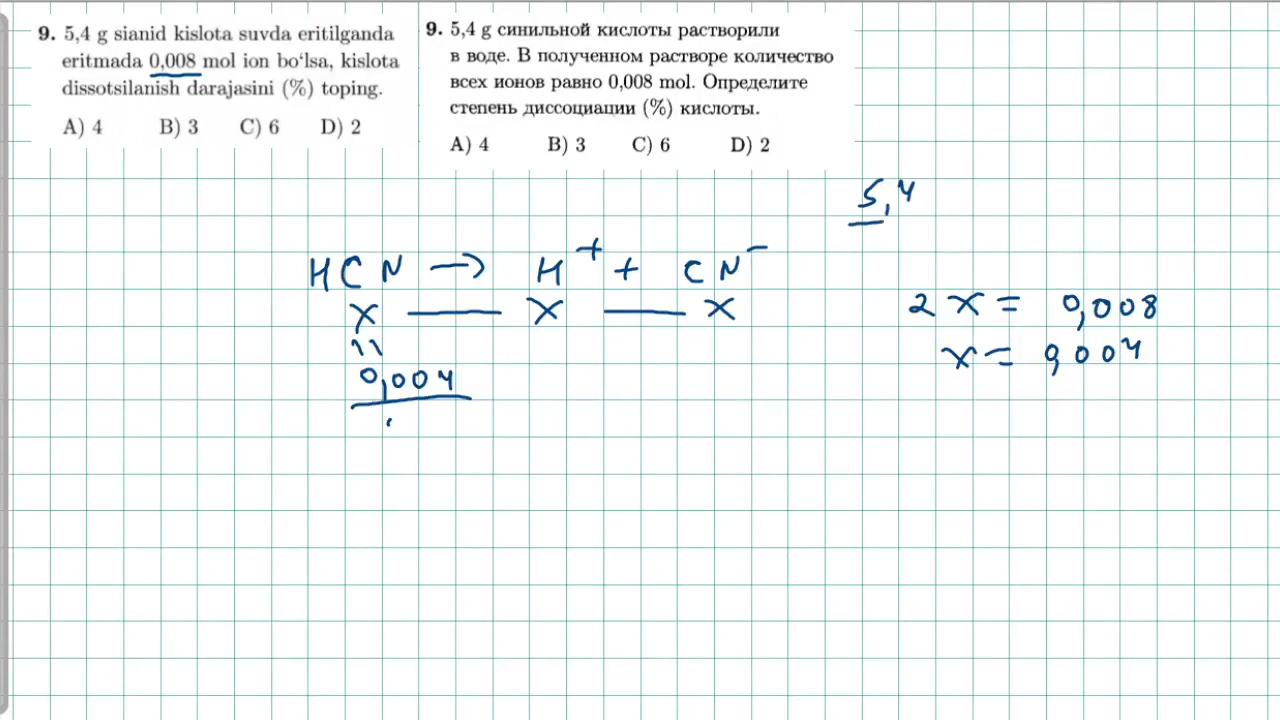 9. 5,4 g sianid kislota suvda eritilganda
eritmada 0,008 mol ion bo‘lsa, kislota
dissotsilanish darajasini (%) toping.
A) 4 B) 3 C) 6 D) 2
9. 5,4 g синильной кислоты растворили
в воде. В полученном растворе количество
всех ионов равно 0,008 mol. Определите
степень диссоциации (%) кислоты.
A) 4 B) 3 C) 6 D) 2
5,4
HCN → H⁺ + CN⁻
x — x — x
0,004
2x = 0,008
x = 0,004